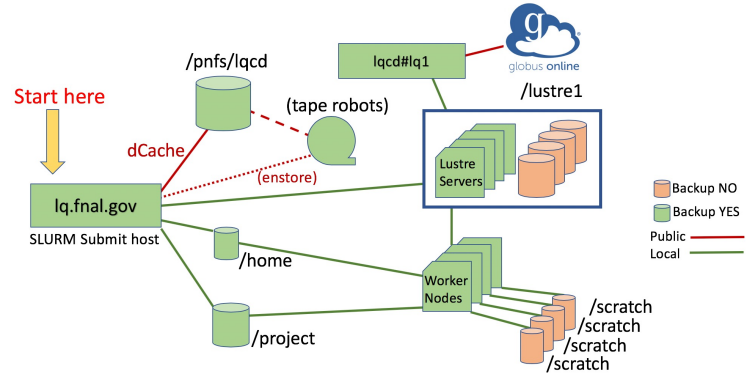 /pnfs/lqcd
lqcd#lq1
g
globus online
/lustre1
Start here
(tape robots)
dCache
Lustre
Servers
(enstore)
lq.fnal.gov
SLURM Submit host
Backup NO
Backup YES
Public
Local
/home
Worker
Nodes
/project
/scratch
/scratch
/scratch
/scratch